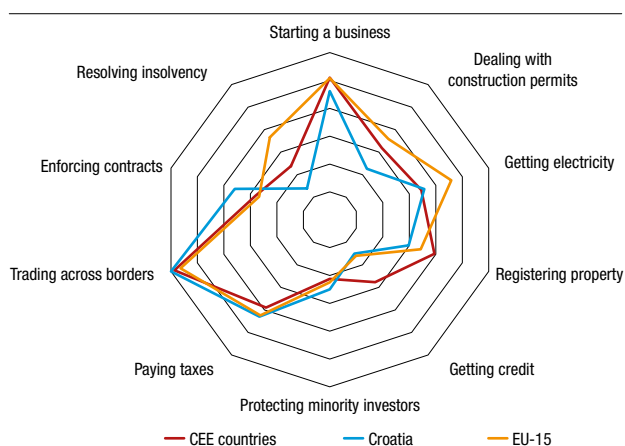 Starting a business
Dealing with
construction permits
Resolving insolvency
Enforcing contracts
Getting electricity
Trading across borders
Registering property
Paying taxes
Getting credit
Protecting minority investors
CEE countries
Croatia
EU-15